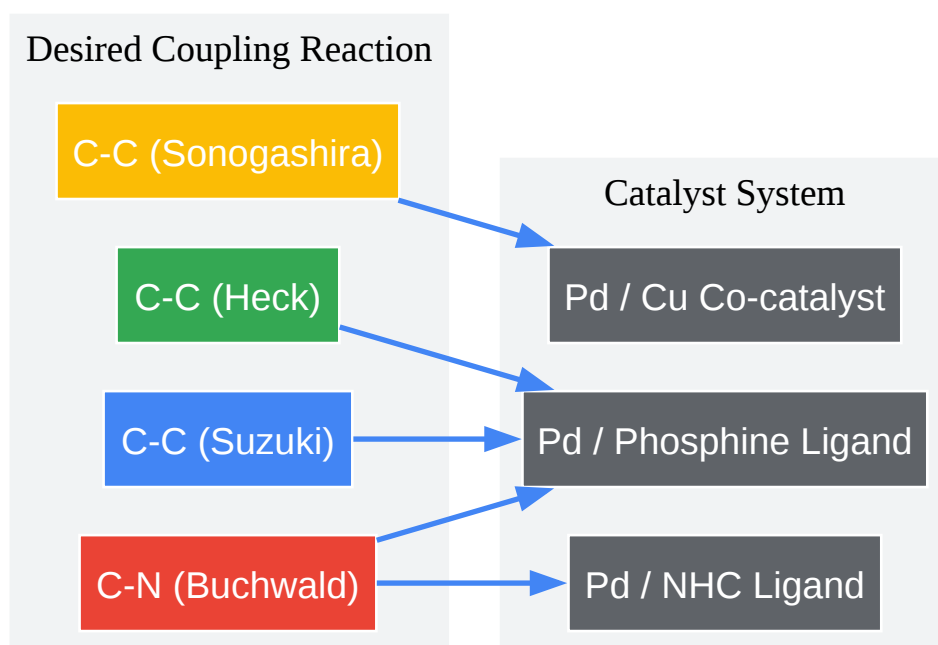 Desired Coupling Reaction
C-C (Sonogashira)
C-C (Heck)
C-C (Suzuki)
C-N (Buchwald)
Catalyst System
Pd / Cu Co-catalyst
Pd / Phosphine Ligand
Pd / NHC Ligand